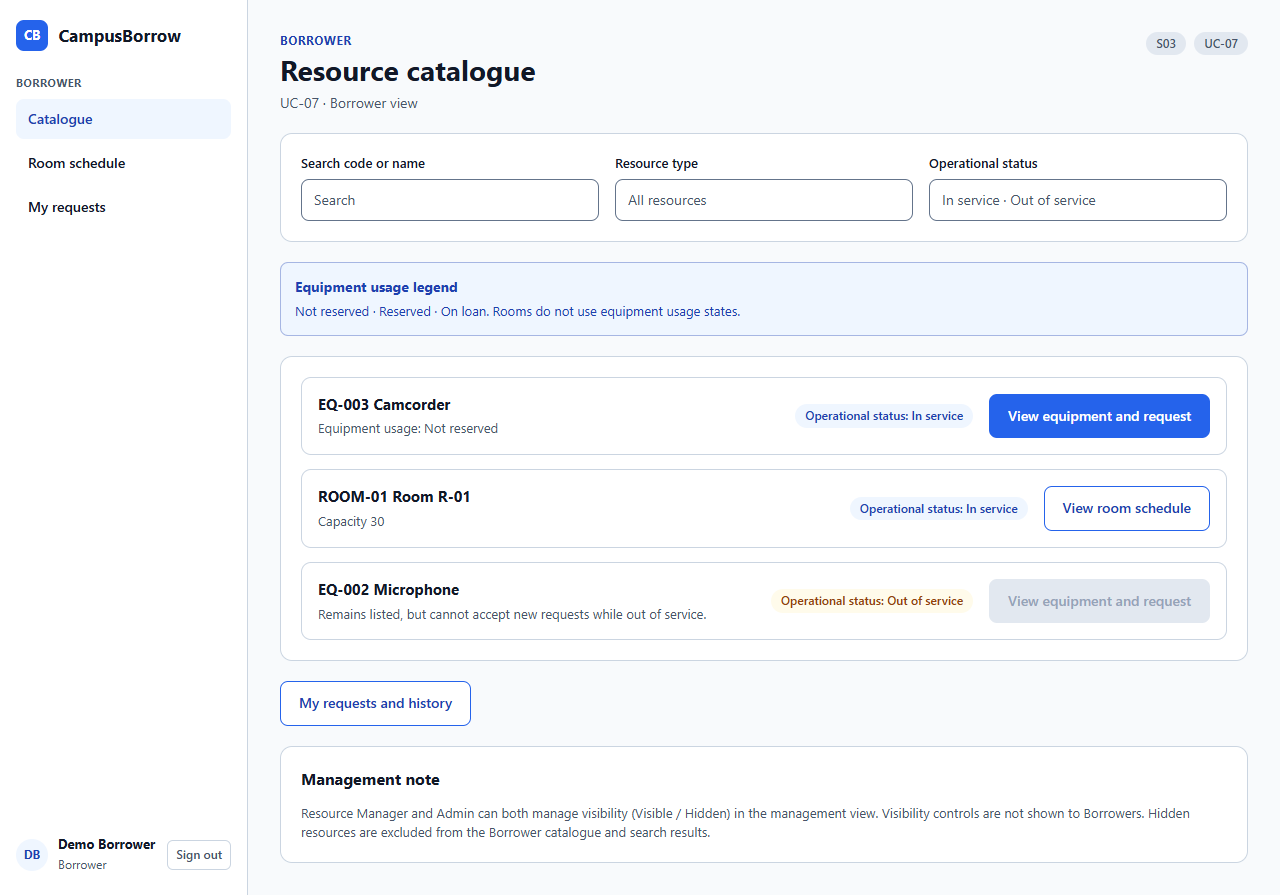 CB CampusBorrow
BORROWER
Catalogue
Room schedule
My requests
DB
Demo Borrower
Borrower
Sign out
BORROWER
Resource catalogue
UC-07 · Borrower view
S03
UC-07
Search code or name
Search
Resource type
All resources
Operational status
In service · Out of service
Equipment usage legend
Not reserved · Reserved · On loan. Rooms do not use equipment usage states.
EQ-003 Camcorder
Equipment usage: Not reserved
Operational status: In service
View equipment and request
ROOM-01 Room R-01
Capacity 30
Operational status: In service
View room schedule
EQ-002 Microphone
Remains listed, but cannot accept new requests while out of service.
Operational status: Out of service
View equipment and request
My requests and history
Management note
Resource Manager and Admin can both manage visibility (Visible / Hidden) in the management view. Visibility controls are not shown to Borrowers. Hidden
resources are excluded from the Borrower catalogue and search results.